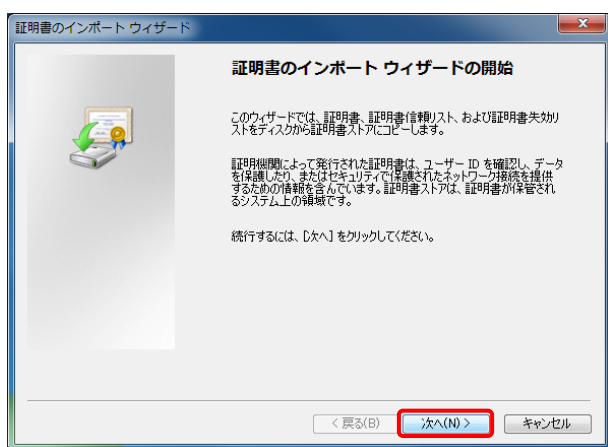 証明書のインポート ウィザード
証明書のインポート ウィザードの開始
このウィザードでは、証明書、証明書信頼リスト、および証明書失効リ
ストをディスクから証明書ストアにコピーします。
証明機関によって発行された証明書は、ユーザー ID を確認し、データ
を保護したり、またはセキュリティで保護されたネットワーク接続を提供
するための情報を含んでいます。証明書ストアは、証明書が保管され
るシステム上の領域です。
続行するには、[次へ] をクリックしてください。
< 戻る(B)
次へ(N) >
キャンセル